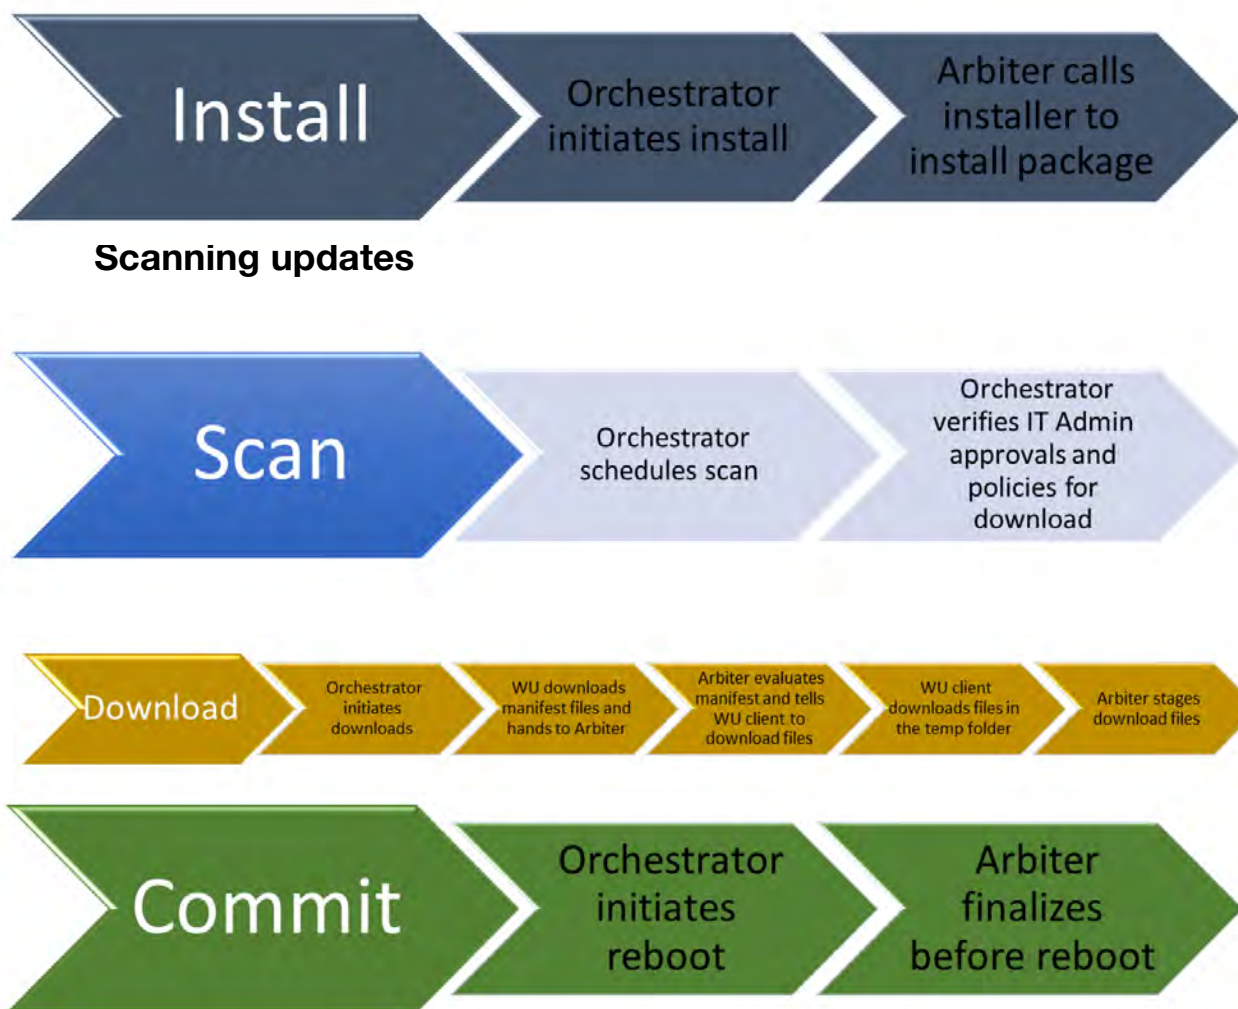 Install
Orchestrator
initiates install
Arbiter calls
installer to
install package
Scanning updates
Scan
Orchestrator
schedules scan
Orchestrator
verifies IT Admin
approvals and
policies for
download
Download
Orchestrator
initiates
downloads
WU downloads
manifest files and
hands to Arbiter
Arbiter evaluates
manifest and tells
WU client to
download files
WU client
downloads files in
the temp folder
Arbiter stages
download files
Commit
Orchestrator
initiates
reboot
Arbiter
finalizes
before reboot